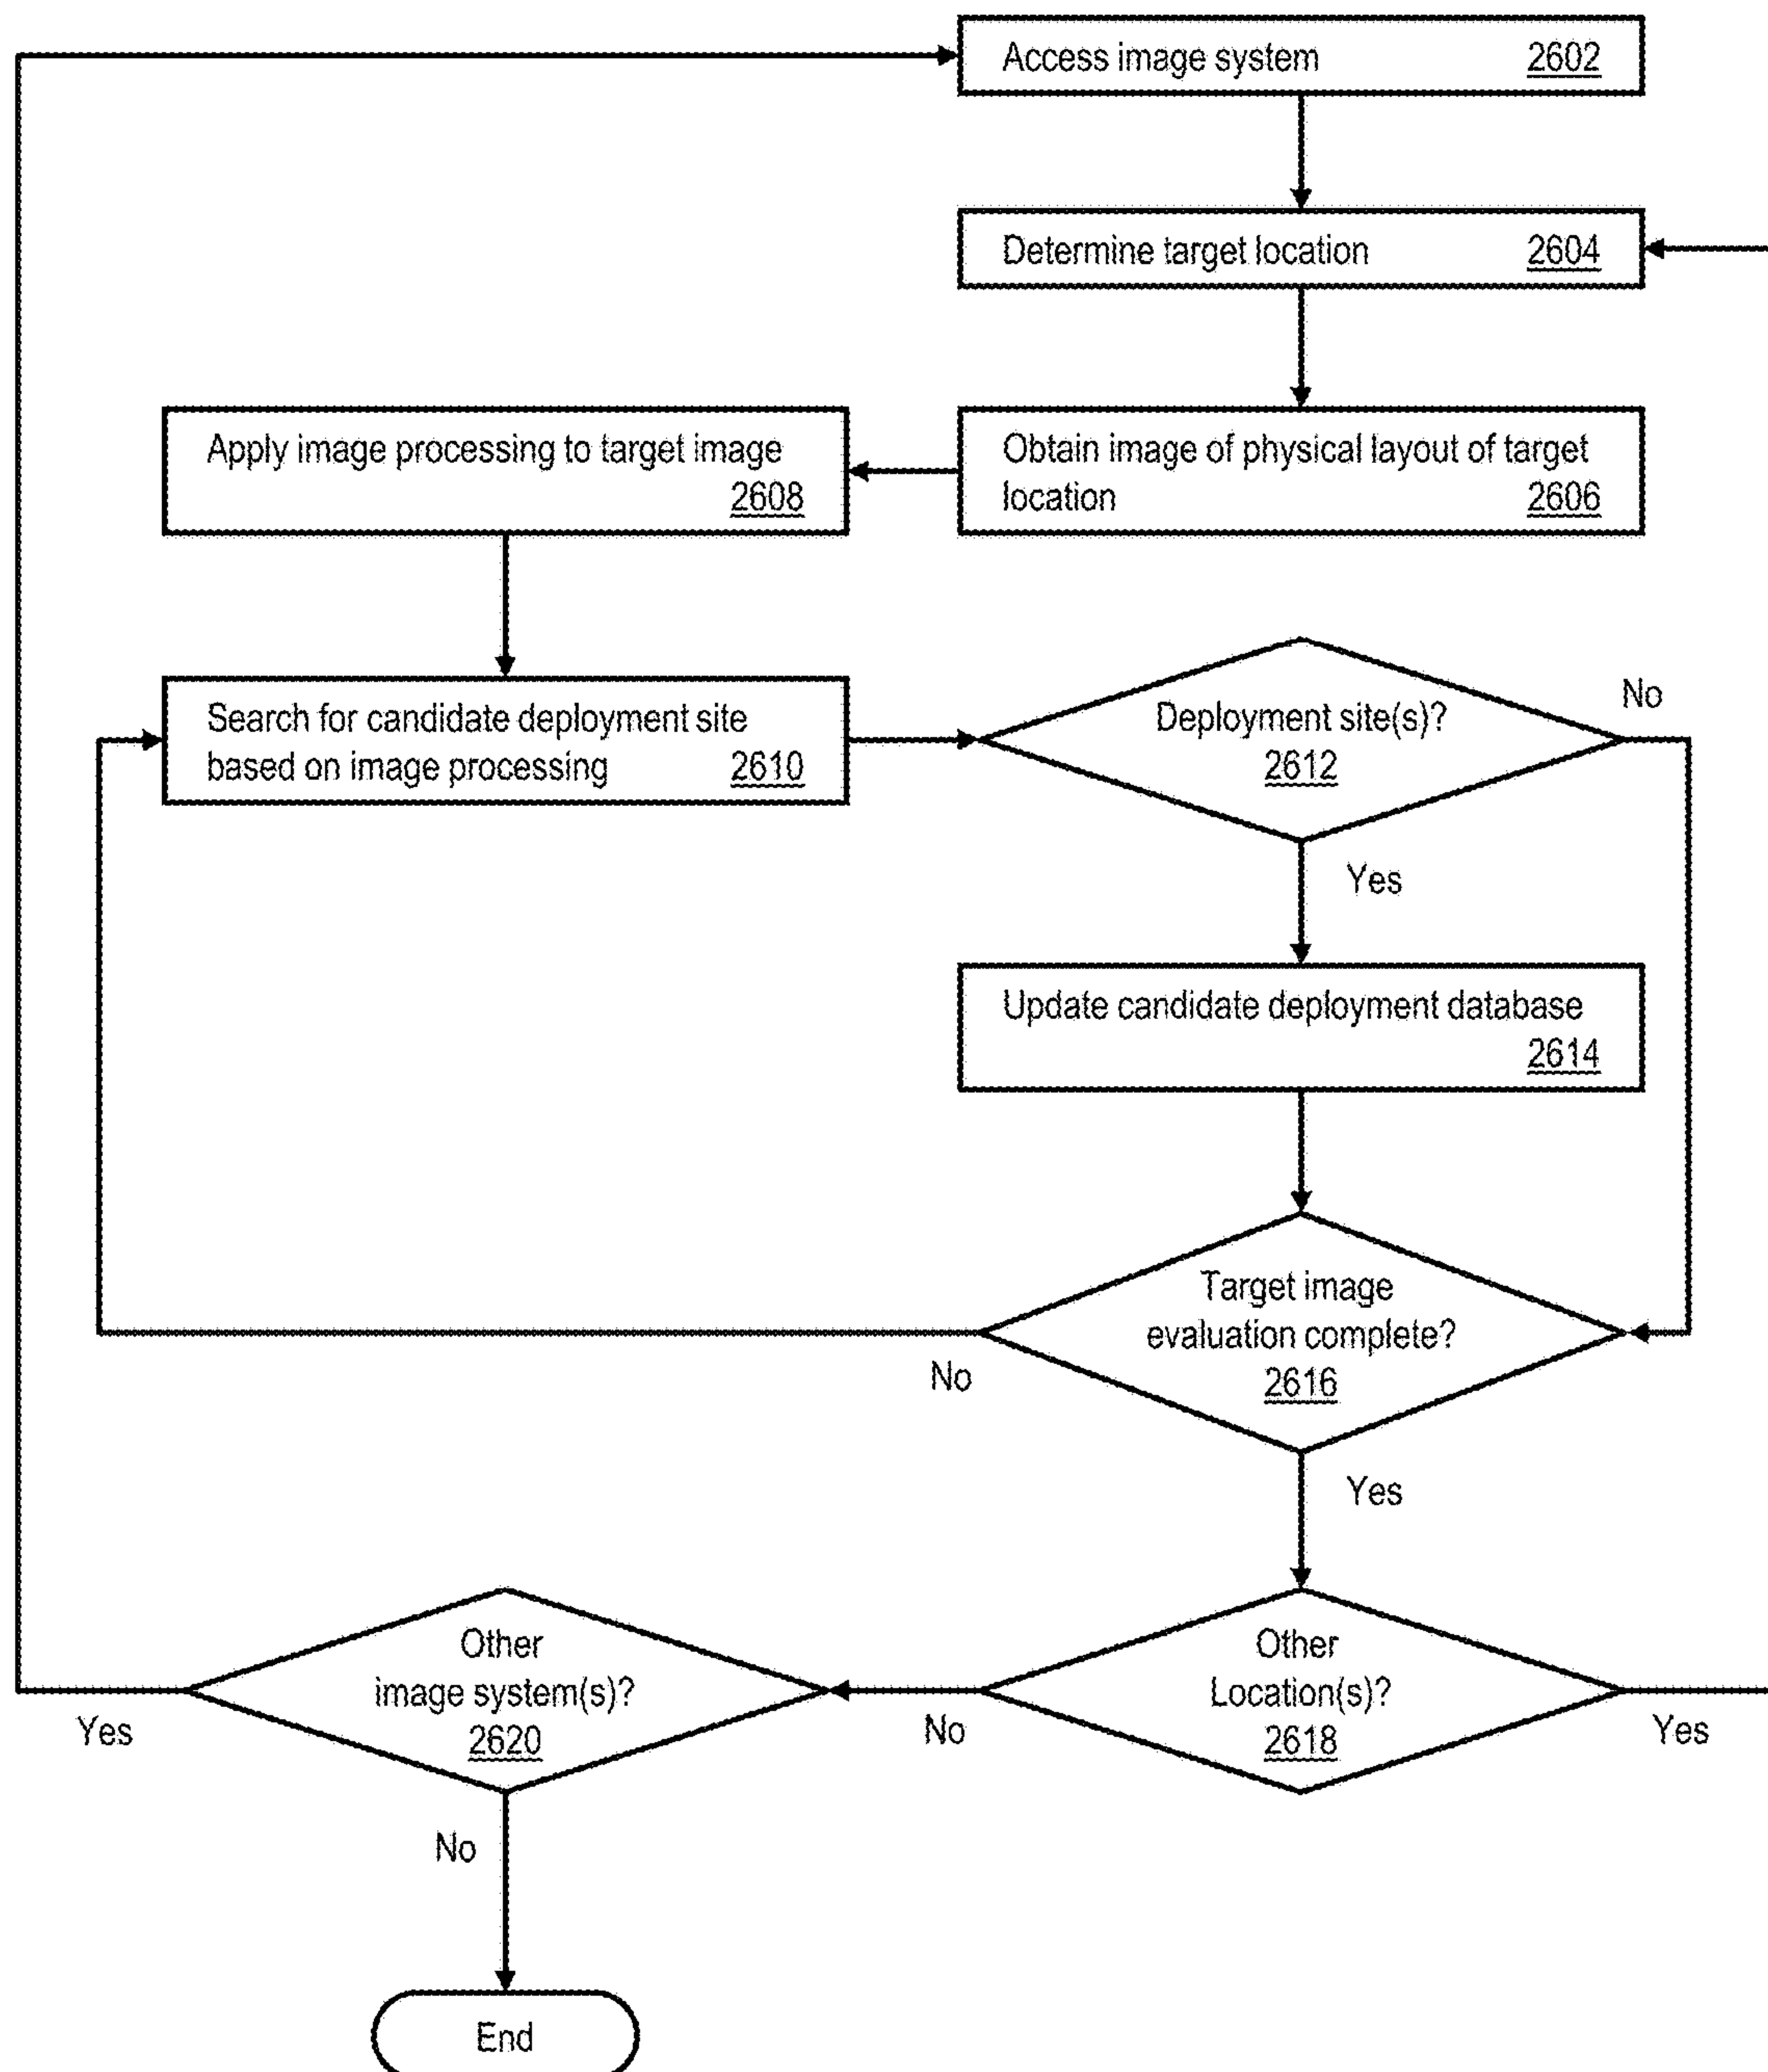 Access image system 2602
Determine target location 2604
Obtain image of physical layout of target
location 2606
Apply image processing to target image
2608
Search for candidate deployment site
based on image processing 2610
Deployment site(s)?
2612
No
Yes
Update candidate deployment database
2614
Target image
evaluation complete?
2616
No
Yes
Other
Location(s)?
2618
Yes
No
Other
image system(s)?
2620
Yes
No
End